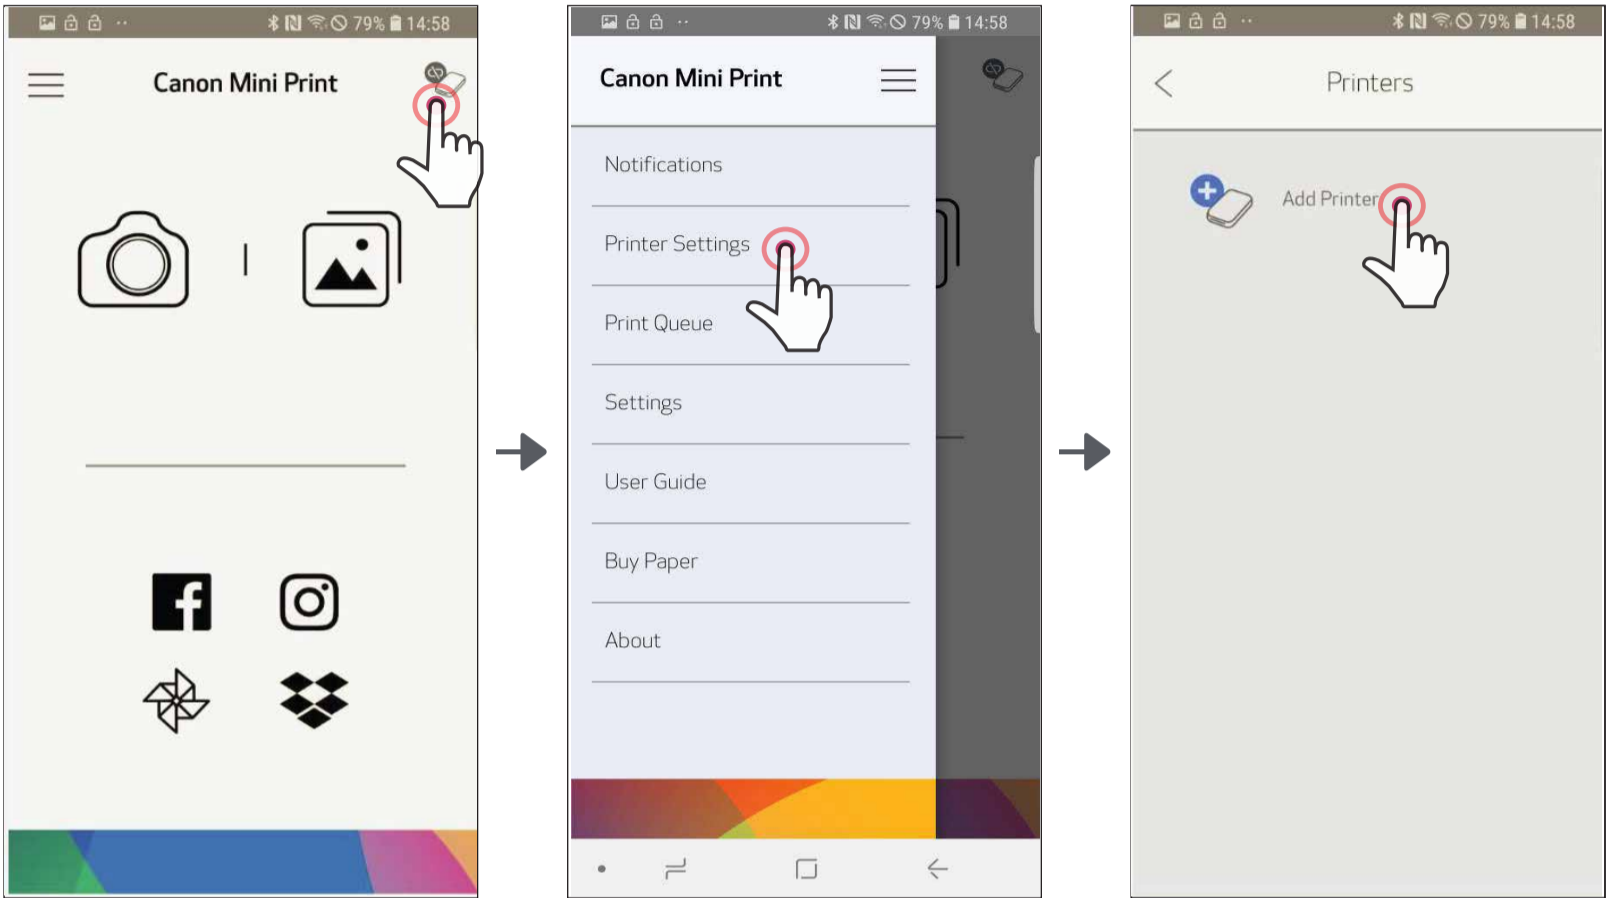 79% 14:58
Canon Mini Print
79% 14:58
Canon Mini Print
Notifications
Printer Settings
Print Queue
Settings
User Guide
Buy Paper
About
79% 14:58
Printers
Add Printer